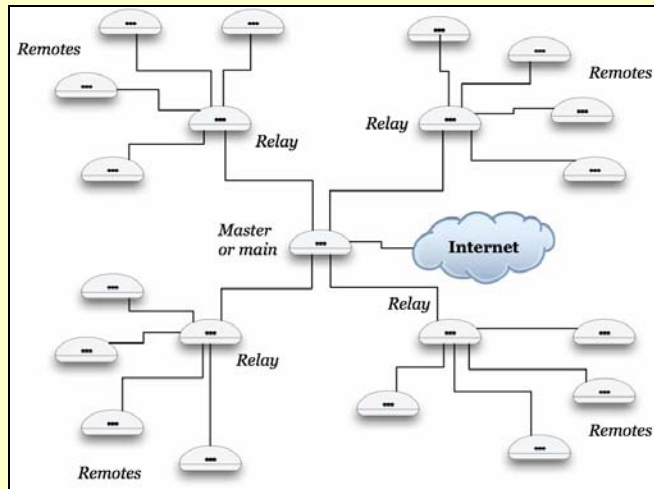 Remotes
Relay
Relay
Remotes
Master
or main
Internet
Relay
Relay
Remotes
Remotes